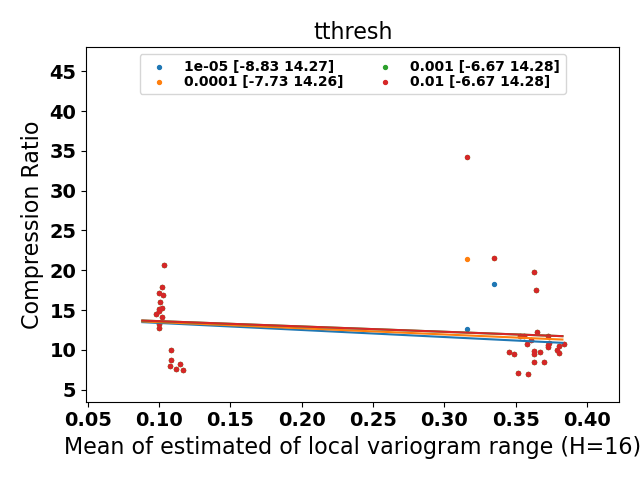 tthresh
1e-05 [-8.83 14.27]
0.0001 [-7.73 14.26]
0.001 [-6.67 14.28]
0.01 [-6.67 14.28]
Compression Ratio
45
40
35
30
25
20
15
10
5
0.05 0.10 0.15 0.20 0.25 0.30 0.35 0.40
Mean of estimated of local variogram range (H=16)